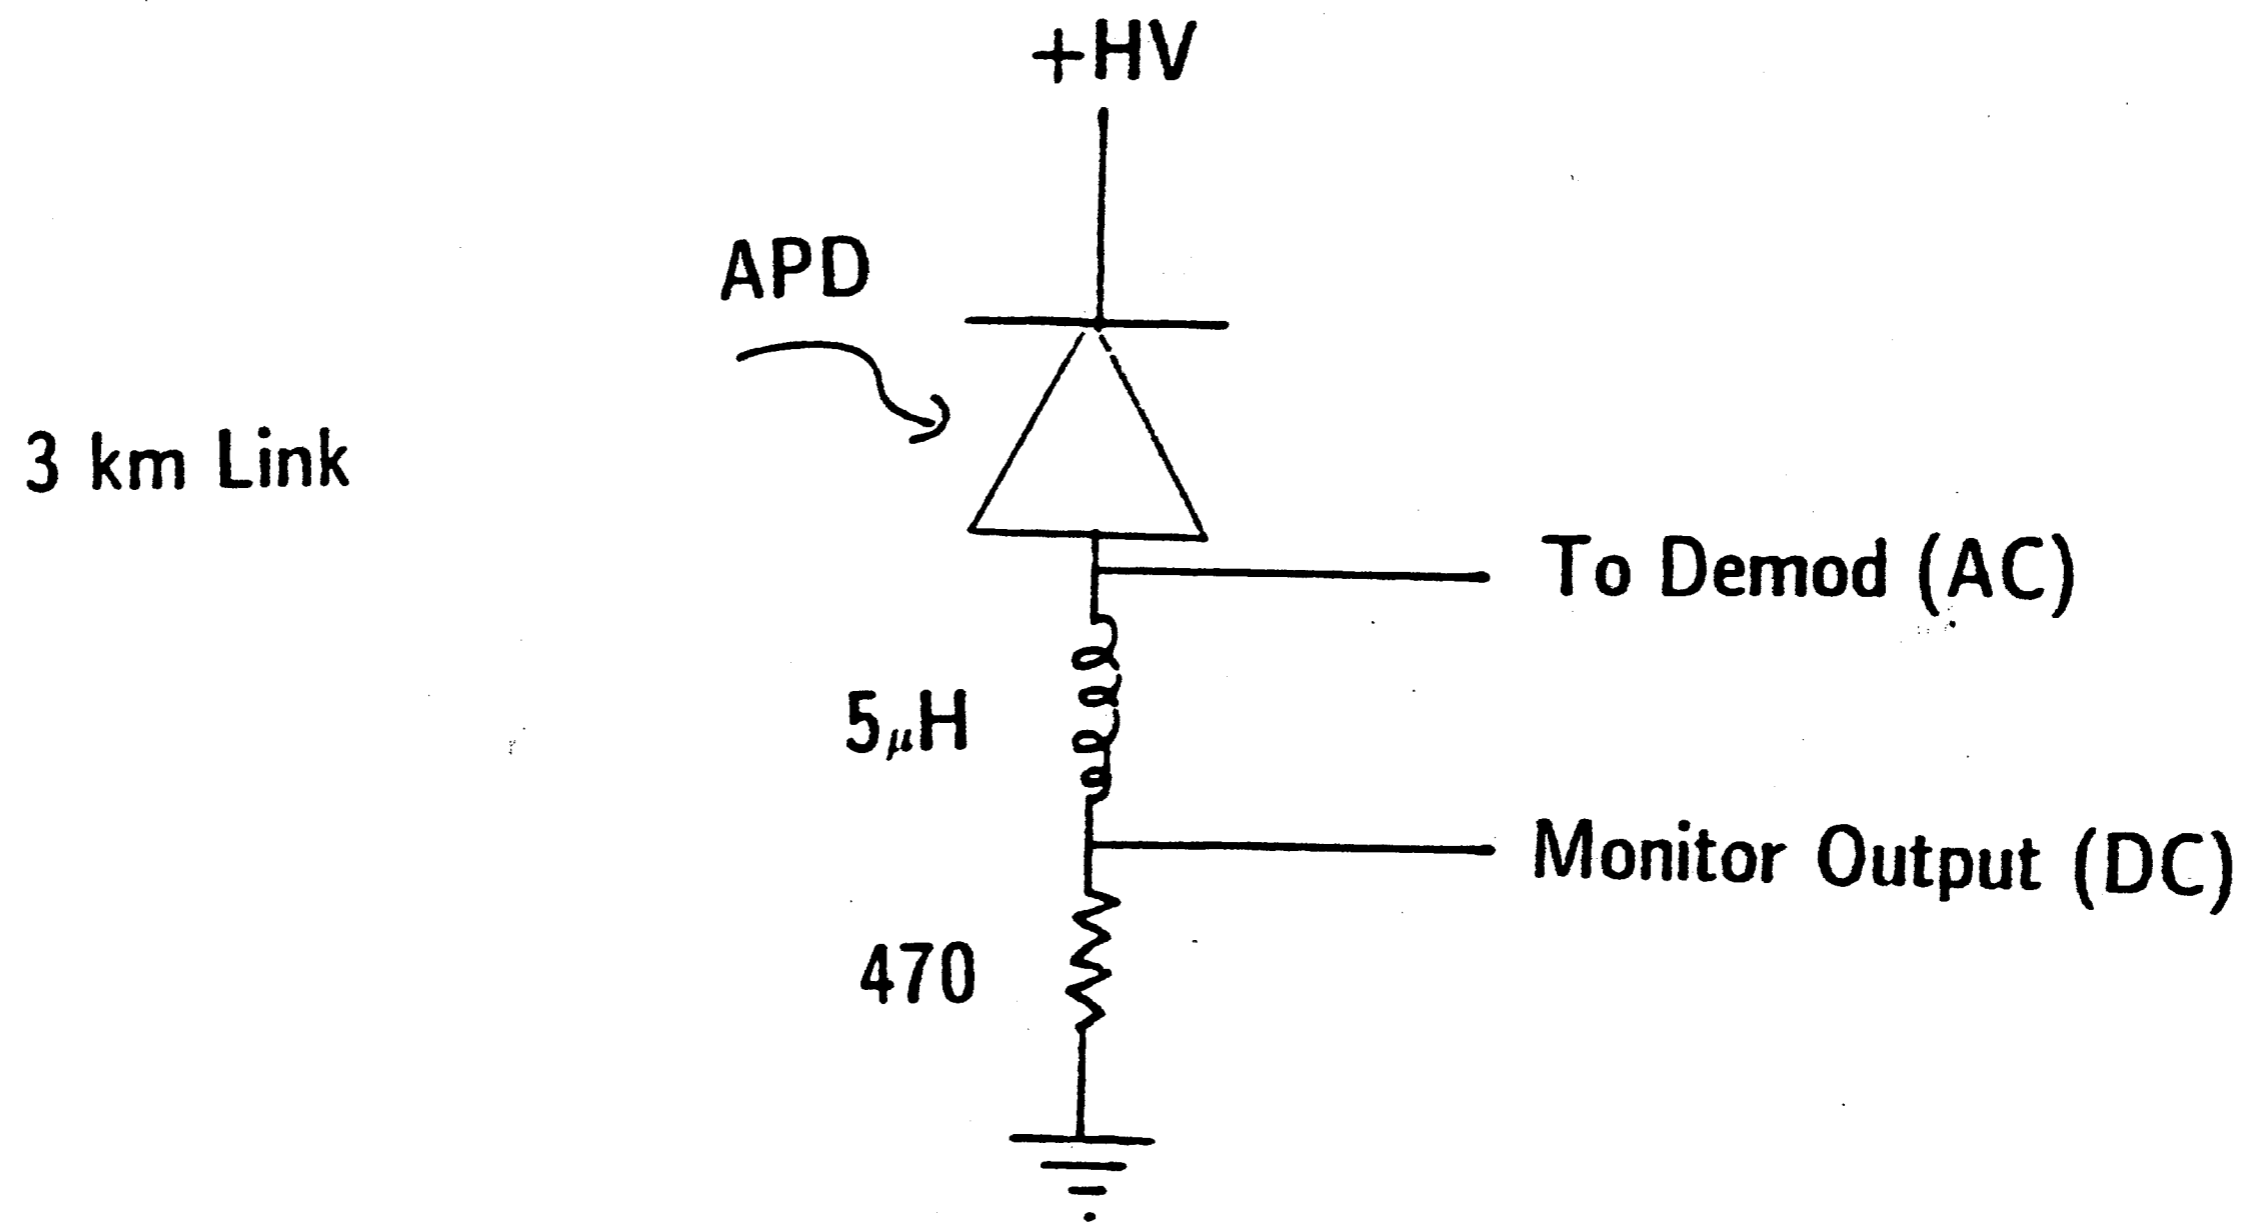 +HV
APD
3 km Link
To Demod (AC)
5μH
Monitor Output (DC)
470